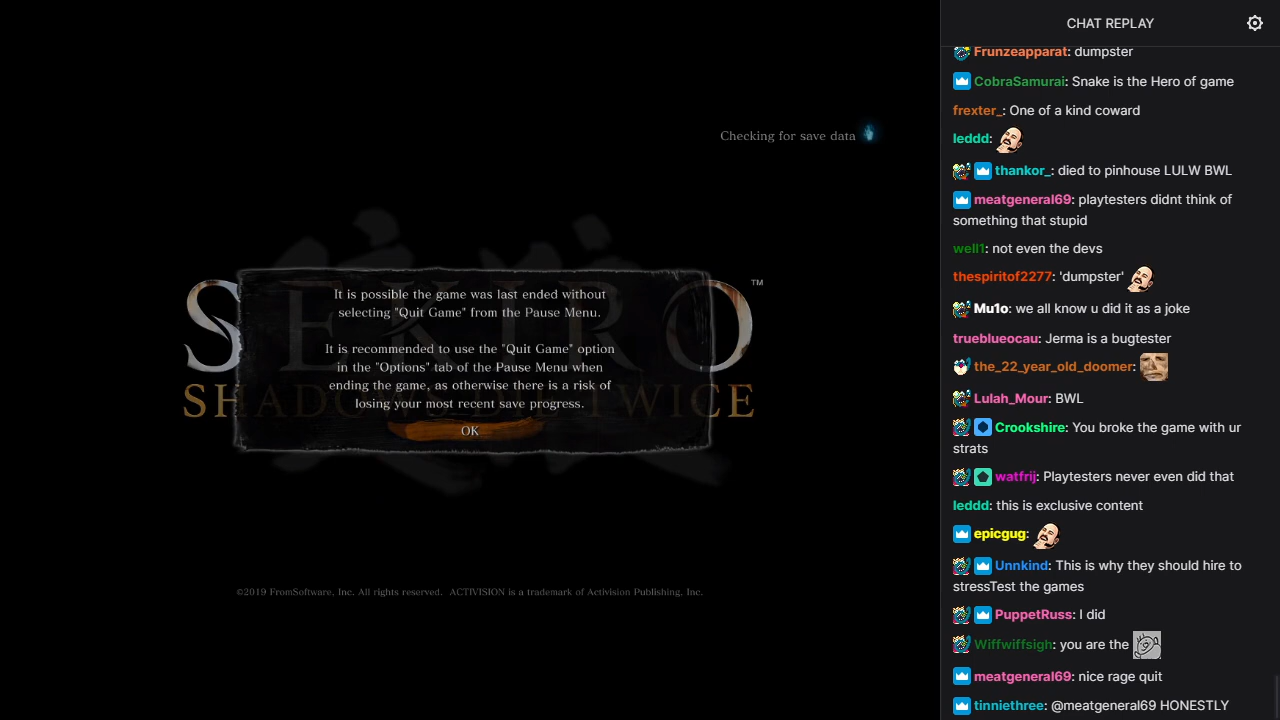 Checking for save data
SEKIRO™
SHADOWS DIE TWICE
It is possible the game was last ended without
selecting "Quit Game" from the Pause Menu.
It is recommended to use the "Quit Game" option
in the "Options" tab of the Pause Menu when
ending the game, as otherwise there is a risk of
losing your most recent save progress.
OK
©2019 FromSoftware, Inc. All rights reserved. ACTIVISION is a trademark of Activision Publishing, Inc.
CHAT REPLAY
Frunzeapparat: dumpster
CobraSamurai: Snake is the Hero of game
frexter_: One of a kind coward
leddd:
thankor_: died to pinhouse LULW BWL
meatgeneral69: playtesters didnt think of
something that stupid
well1: not even the devs
thespiritof2277: 'dumpster'
Mu1o: we all know u did it as a joke
trueblueocau: Jerma is a bugtester
the_22_year_old_doomer:
Lulah_Mour: BWL
Crookshire: You broke the game with ur
strats
watfrij: Playtesters never even did that
leddd: this is exclusive content
epicgug:
Unnkind: This is why they should hire to
stressTest the games
PuppetRuss: I did
Wiffwiffsigh: you are the
meatgeneral69: nice rage quit
tinniethree: @meatgeneral69 HONESTLY